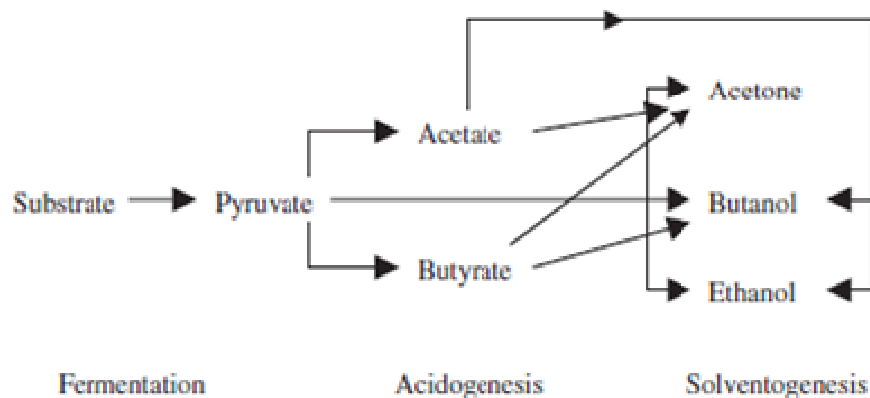 Acetone
Acetate
Substrate Pyruvate Butanol
Butyrate
Ethanol
Fermentation Acidogenesis Solventogenesis